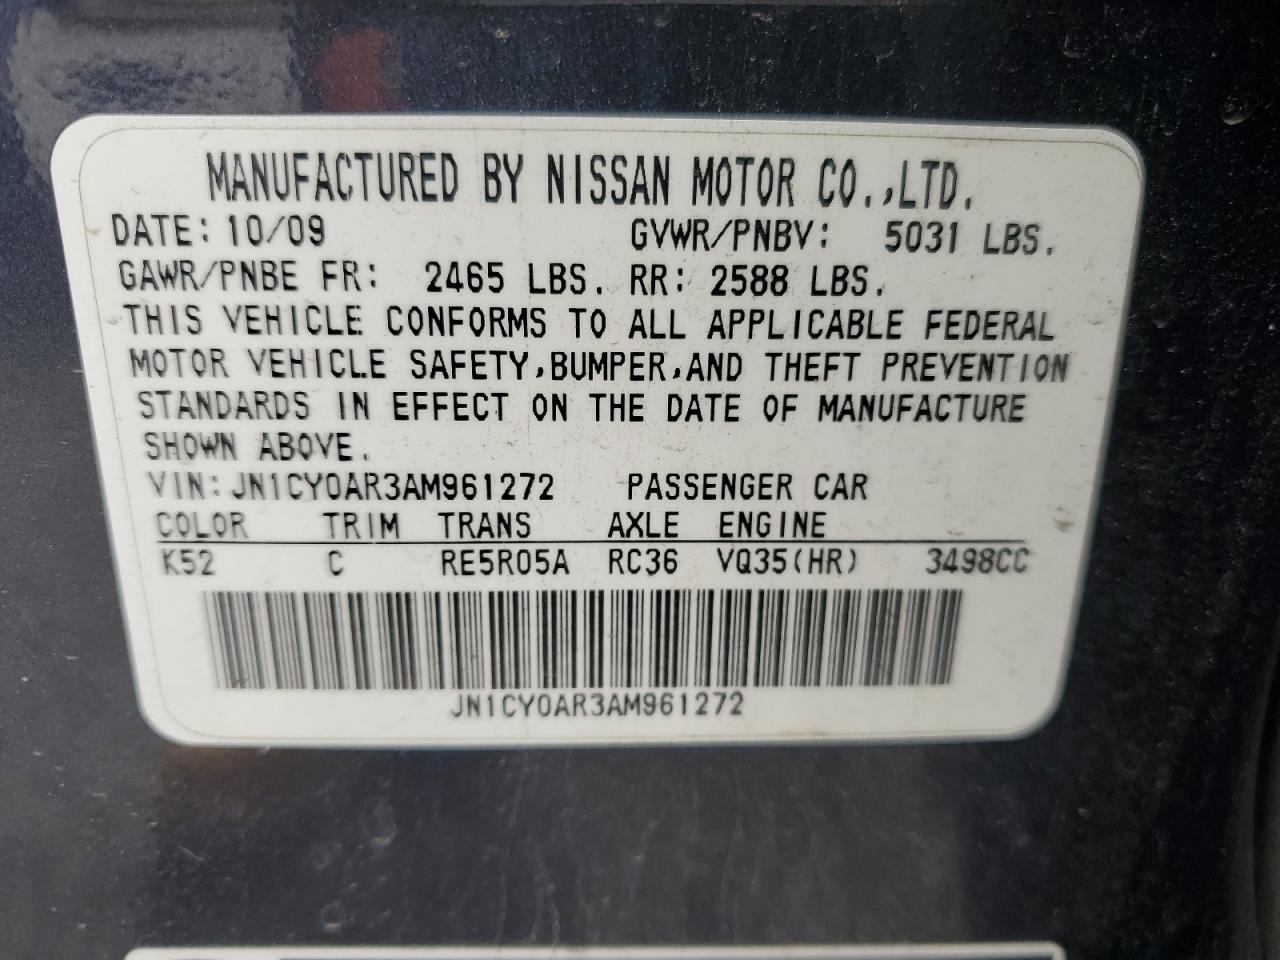 MANUFACTURED BY NISSAN MOTOR CO.,LTD.
DATE: 10/09 GVWR/PNBV: 5031 LBS.
GAWR/PNBE FR: 2465 LBS. RR: 2588 LBS.
THIS VEHICLE CONFORMS TO ALL APPLICABLE FEDERAL
MOTOR VEHICLE SAFETY,BUMPER,AND THEFT PREVENTION
STANDARDS IN EFFECT ON THE DATE OF MANUFACTURE
SHOWN ABOVE.
VIN: JN1CY0AR3AM961272 PASSENGER CAR
COLOR TRIM TRANS AXLE ENGINE
K52 C RE5R05A RC36 VQ35(HR) 3498CC
JN1CY0AR3AM961272